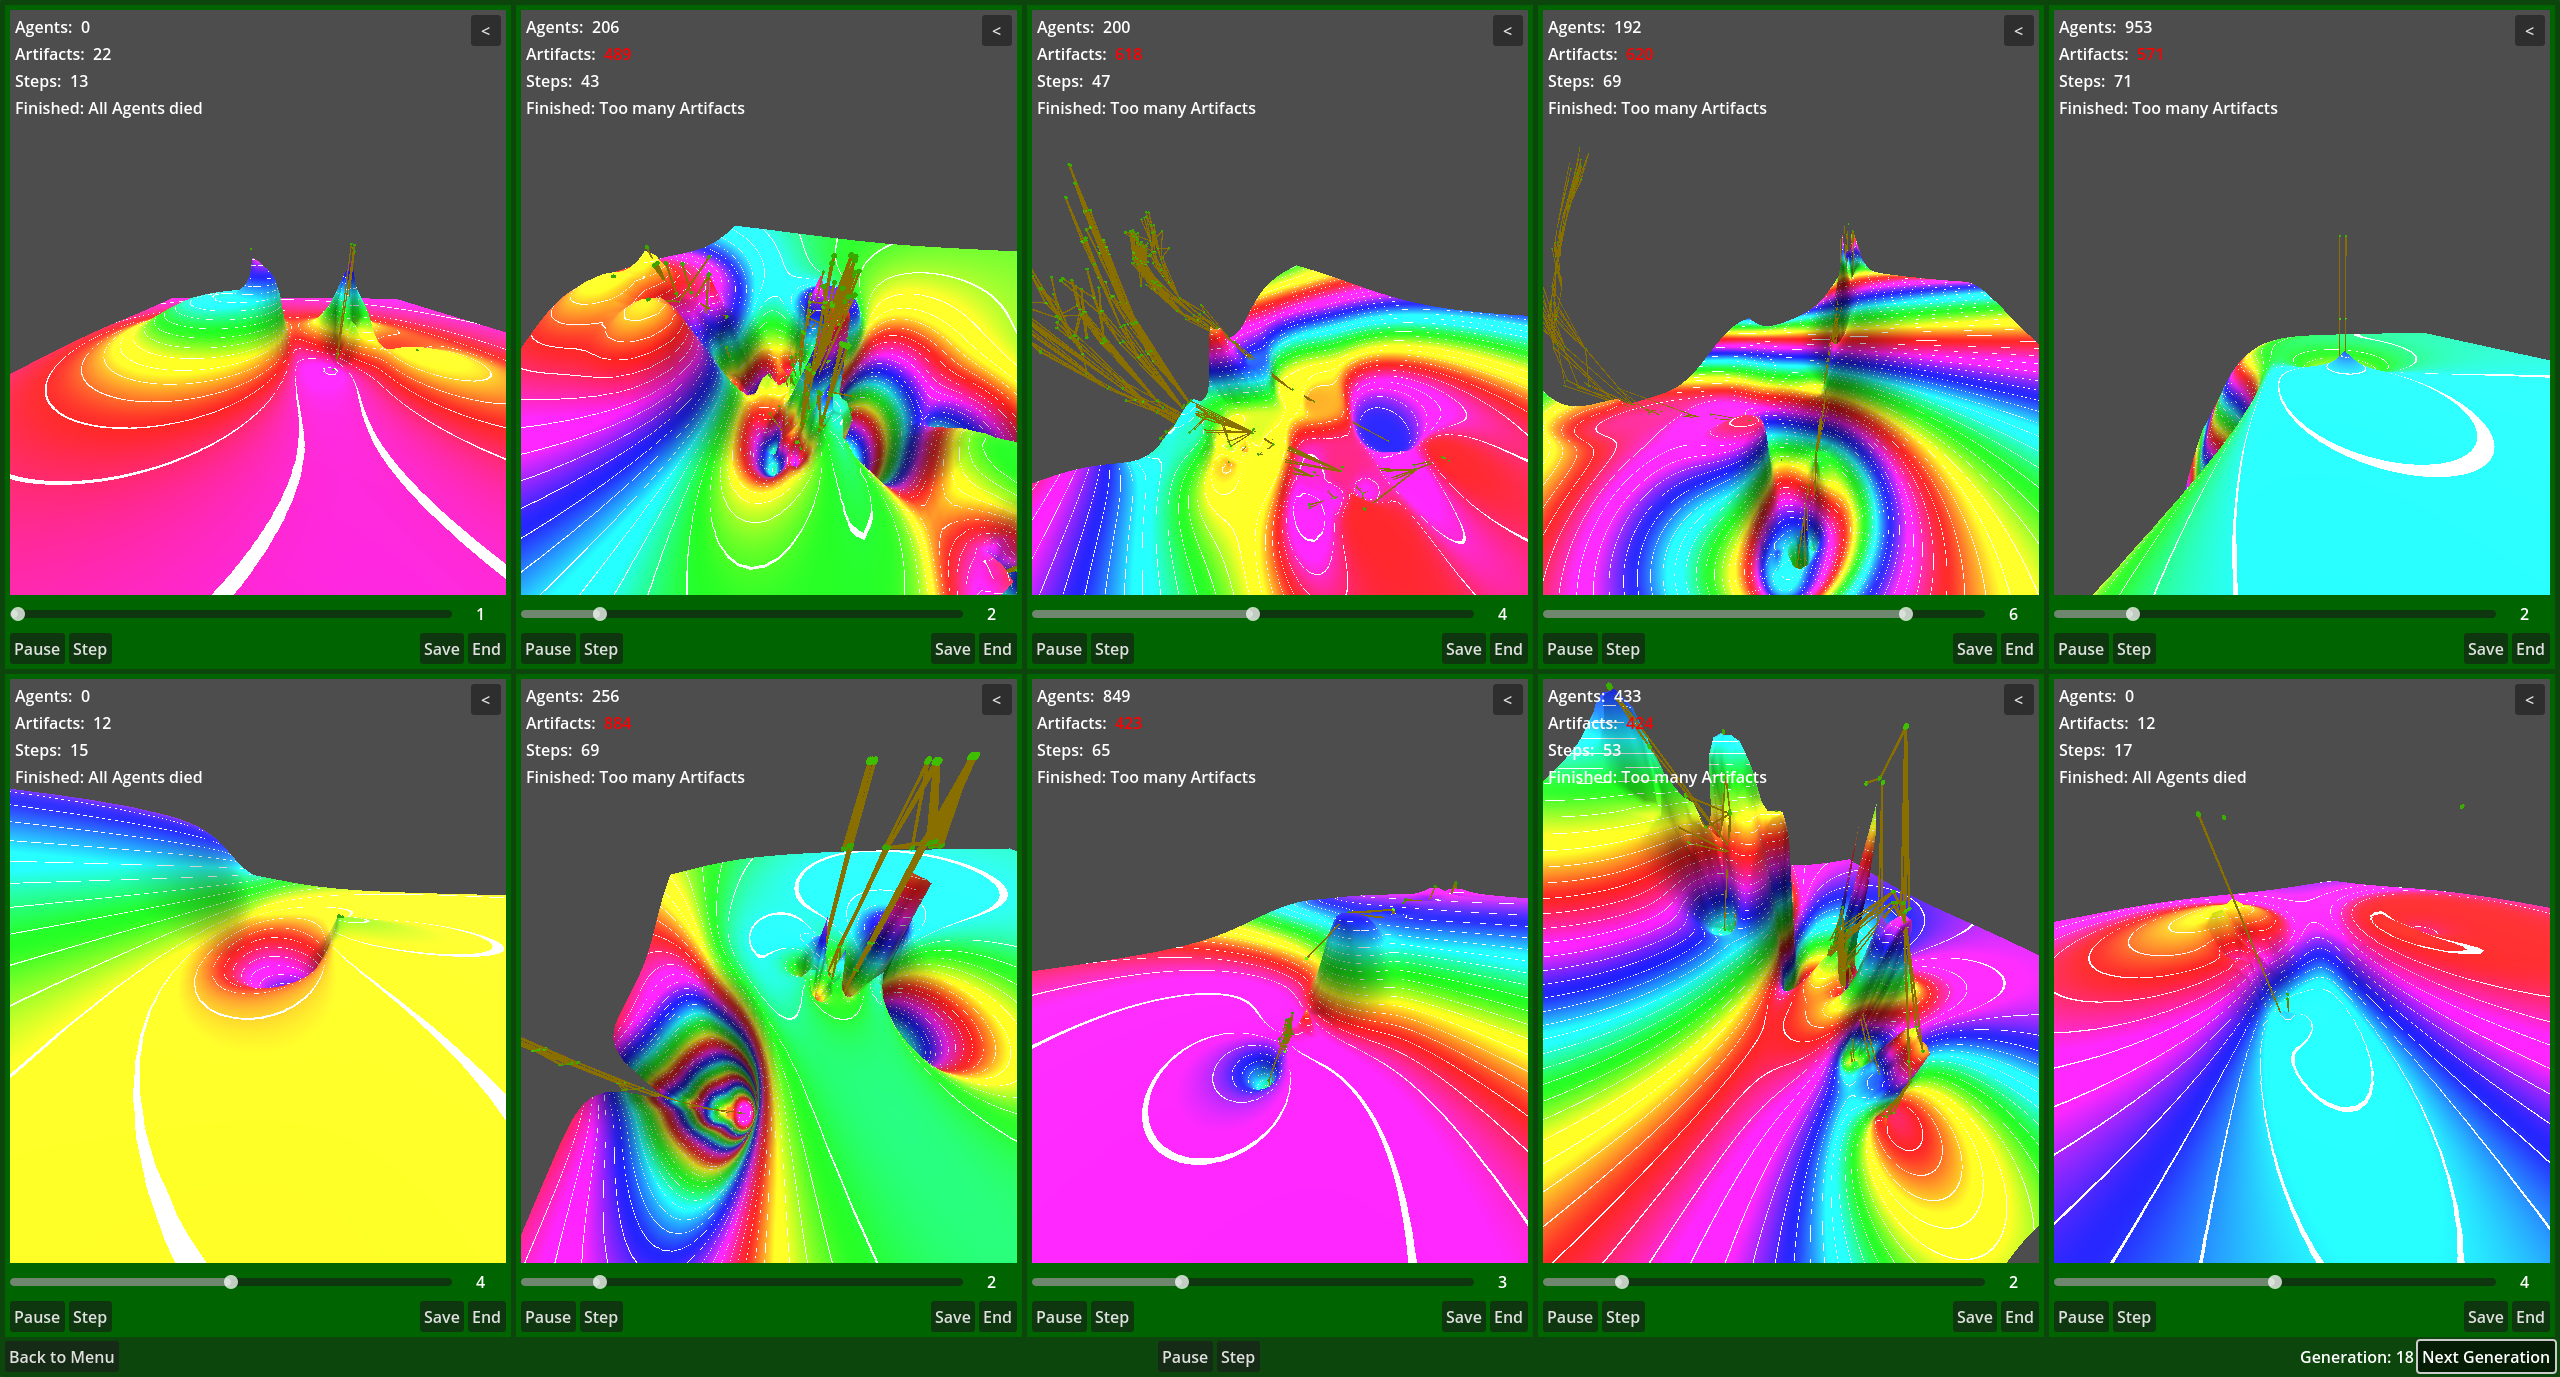 Agents: 0
<
Artifacts: 22
Steps: 13
Finished: All Agents died
1
Pause Step Save End
Agents: 206
<
Artifacts: 489
Steps: 43
Finished: Too many Artifacts
2
Pause Step Save End
Agents: 200
<
Artifacts: 618
Steps: 47
Finished: Too many Artifacts
4
Pause Step Save End
Agents: 192
<
Artifacts: 620
Steps: 69
Finished: Too many Artifacts
6
Pause Step Save End
Agents: 953
<
Artifacts: 571
Steps: 71
Finished: Too many Artifacts
2
Pause Step Save End
Agents: 0
<
Artifacts: 12
Steps: 15
Finished: All Agents died
4
Pause Step Save End
Agents: 256
<
Artifacts: 884
Steps: 69
Finished: Too many Artifacts
2
Pause Step Save End
Agents: 849
<
Artifacts: 423
Steps: 65
Finished: Too many Artifacts
3
Pause Step Save End
Agents: 433
<
Artifacts: 424
Steps: 53
Finished: Too many Artifacts
2
Pause Step Save End
Agents: 0
<
Artifacts: 12
Steps: 17
Finished: All Agents died
4
Pause Step Save End
Back to Menu Pause Step Generation: 18 Next Generation